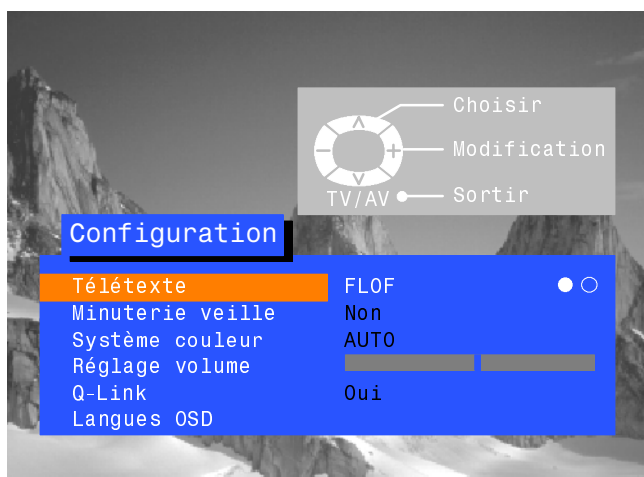 Choisir
Modification
TV/AV Sortir
Configuration
Télétexte FLOF
Minuterie veille Non
Système couleur AUTO
Réglage volume
Q-Link Oui
Langues OSD